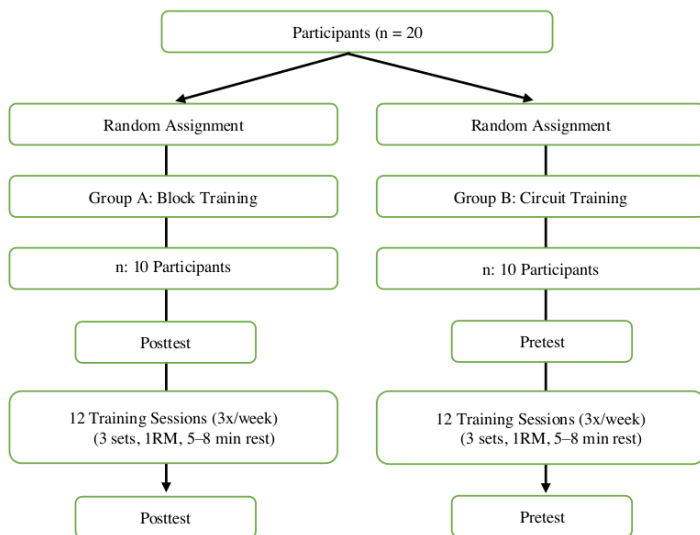 Participants (n = 20
Random Assignment
Random Assignment
Group A: Block Training
Group B: Circuit Training
n: 10 Participants
n: 10 Participants
Posttest
Pretest
12 Training Sessions (3x/week)
(3 sets, 1RM, 5–8 min rest)
12 Training Sessions (3x/week)
(3 sets, 1RM, 5–8 min rest)
Posttest
Pretest